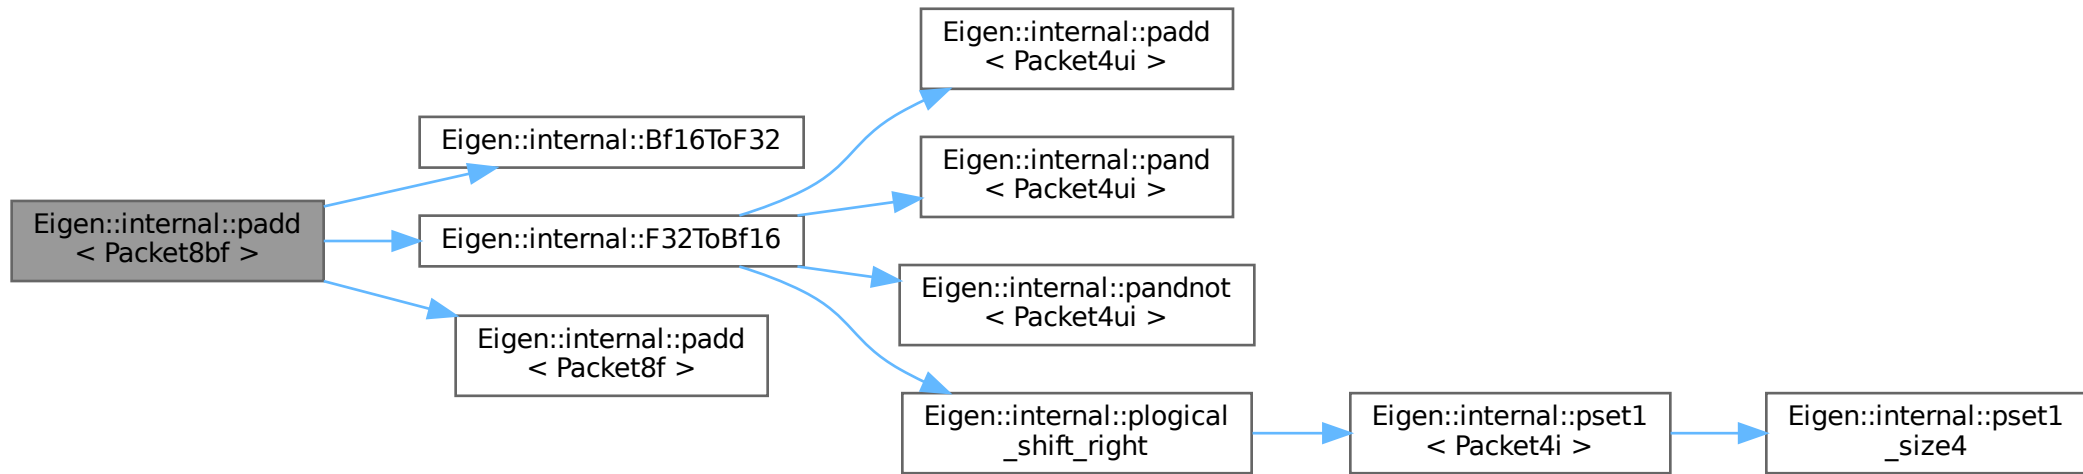 Eigen::internal::padd
< Packet8bf >
Eigen::internal::Bf16ToF32
Eigen::internal::F32ToBf16
Eigen::internal::padd
< Packet8f >
Eigen::internal::padd
< Packet4ui >
Eigen::internal::pand
< Packet4ui >
Eigen::internal::pandnot
< Packet4ui >
Eigen::internal::plogical
_shift_right
Eigen::internal::pset1
< Packet4i >
Eigen::internal::pset1
_size4